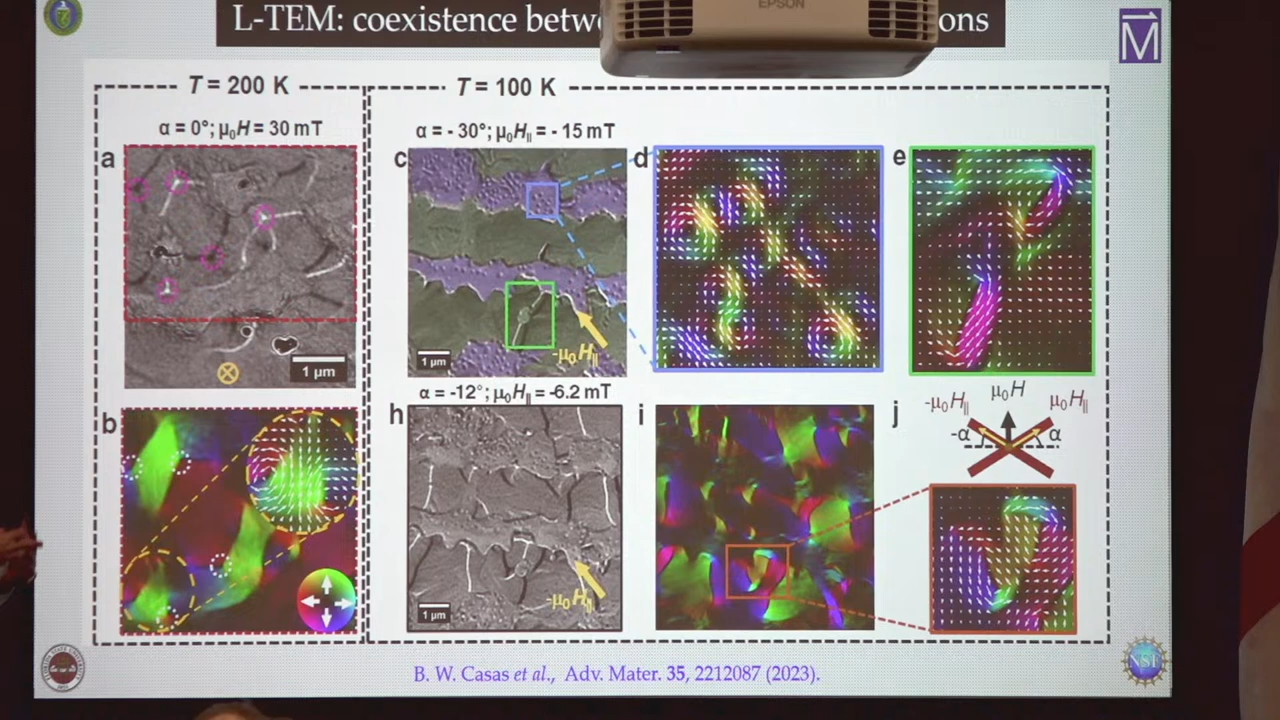 EPSON
L-TEM: coexistence
ons
M
T = 200 K
T = 100 K
α = 0°; μ₀H = 30 mT
α = - 30°; μ₀H∥ = - 15 mT
a
c
d
e
1 μm
-μ₀H∥
1 μm
α = -12°; μ₀H∥ = -6.2 mT
b
h
i
j
-μ₀H∥
μ₀H
μ₀H∥
-α
α
-μ₀H∥
1 μm
B. W. Casas et al., Adv. Mater. 35, 2212087 (2023).
NSF